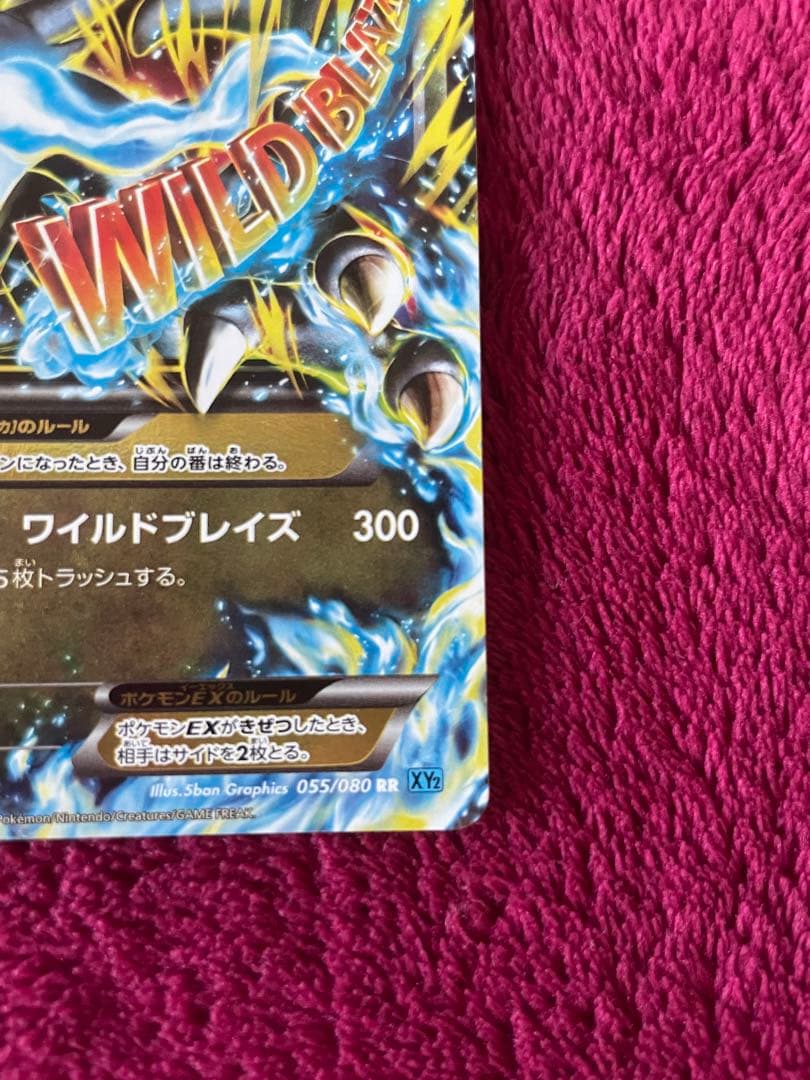 WILD BLAZ
カ]のルール
ンになったとき、自分の番は終わる。
ワイルドブレイズ 300
5枚トラッシュする。
ポケモンEXのルール
ポケモンEXがきぜつしたとき、
相手はサイドを2枚とる。
Illus.5ban Graphics 055/080 RR XY2
Pokémon/Nintendo/Creatures/GAME FREAK.